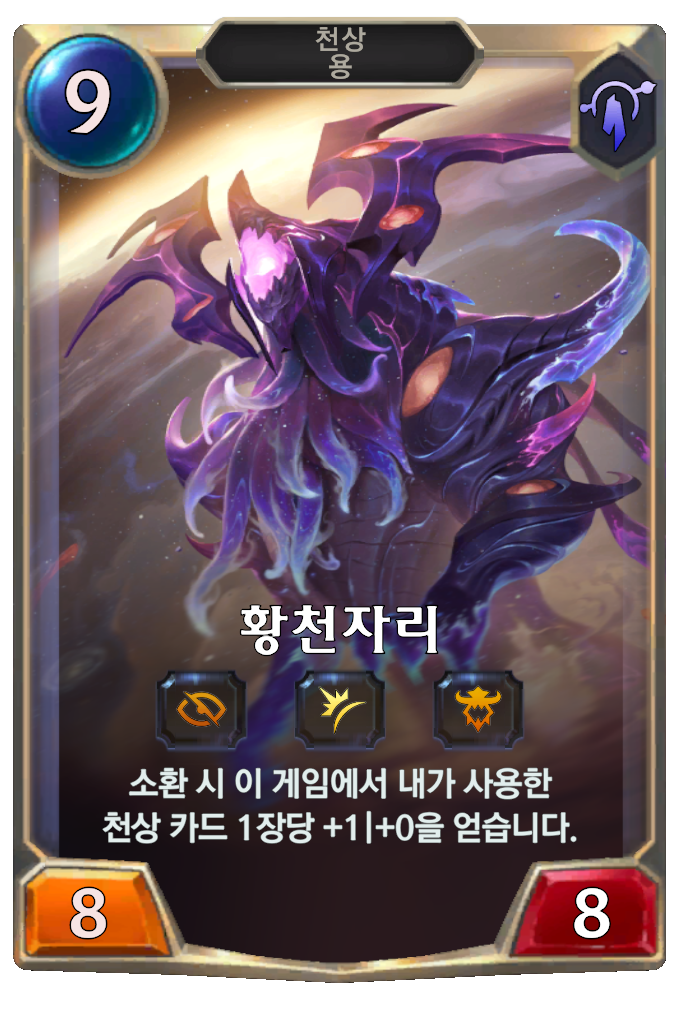 천상
용
9
황천자리
소환 시 이 게임에서 내가 사용한
천상 카드 1장당 +1|+0을 얻습니다.
8
8